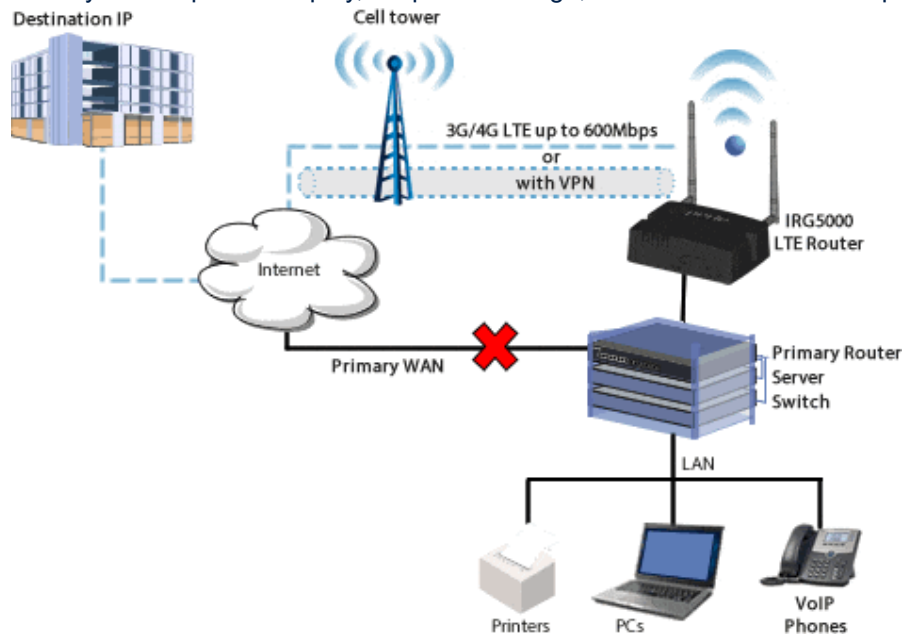 Destination IP
Cell tower
3G/4G LTE up to 600Mbps
or
with VPN
IRG5000
LTE Router
Internet
Primary WAN
Primary Router
Server
Switch
LAN
Printers
PCs
VoIP
Phones